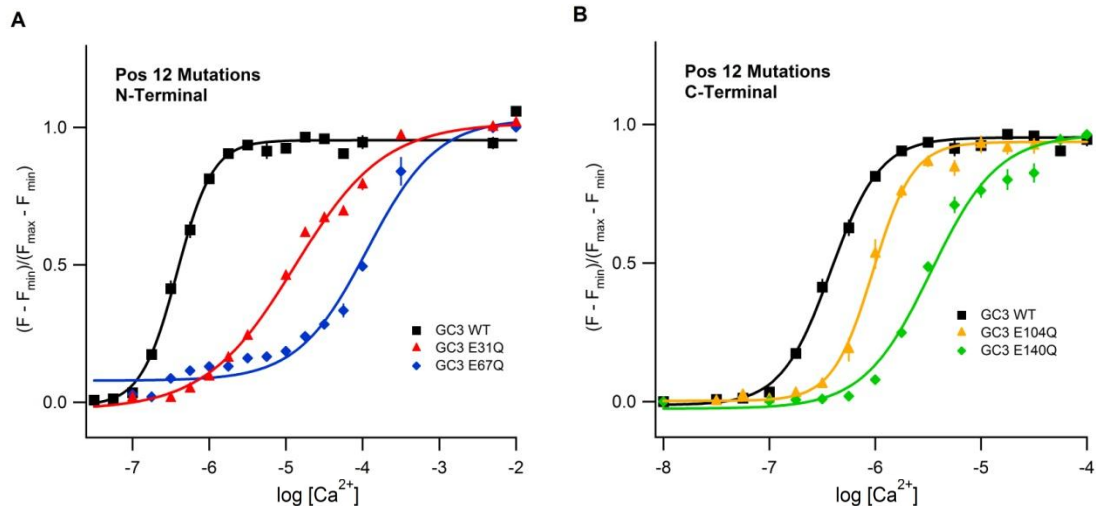 A
Pos 12 Mutations
N-Terminal
(F - Fmin)/(Fmax - Fmin)
1.0
0.5
0.0
GC3 WT
GC3 E31Q
GC3 E67Q
-7 -6 -5 -4 -3 -2
log [Ca2+]
B
Pos 12 Mutations
C-Terminal
(F - Fmin)/(Fmax - Fmin)
1.0
0.5
0.0
GC3 WT
GC3 E104Q
GC3 E140Q
-8 -7 -6 -5 -4
log [Ca2+]